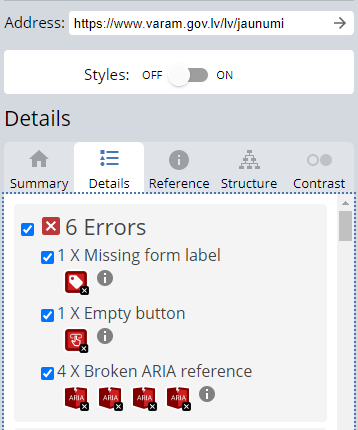 Address: https://www.varam.gov.lv/lv/jaunumi
Styles: OFF ON
Details
Summary Details Reference Structure Contrast
6 Errors
1 X Missing form label
1 X Empty button
4 X Broken ARIA reference
ARIA ARIA ARIA ARIA